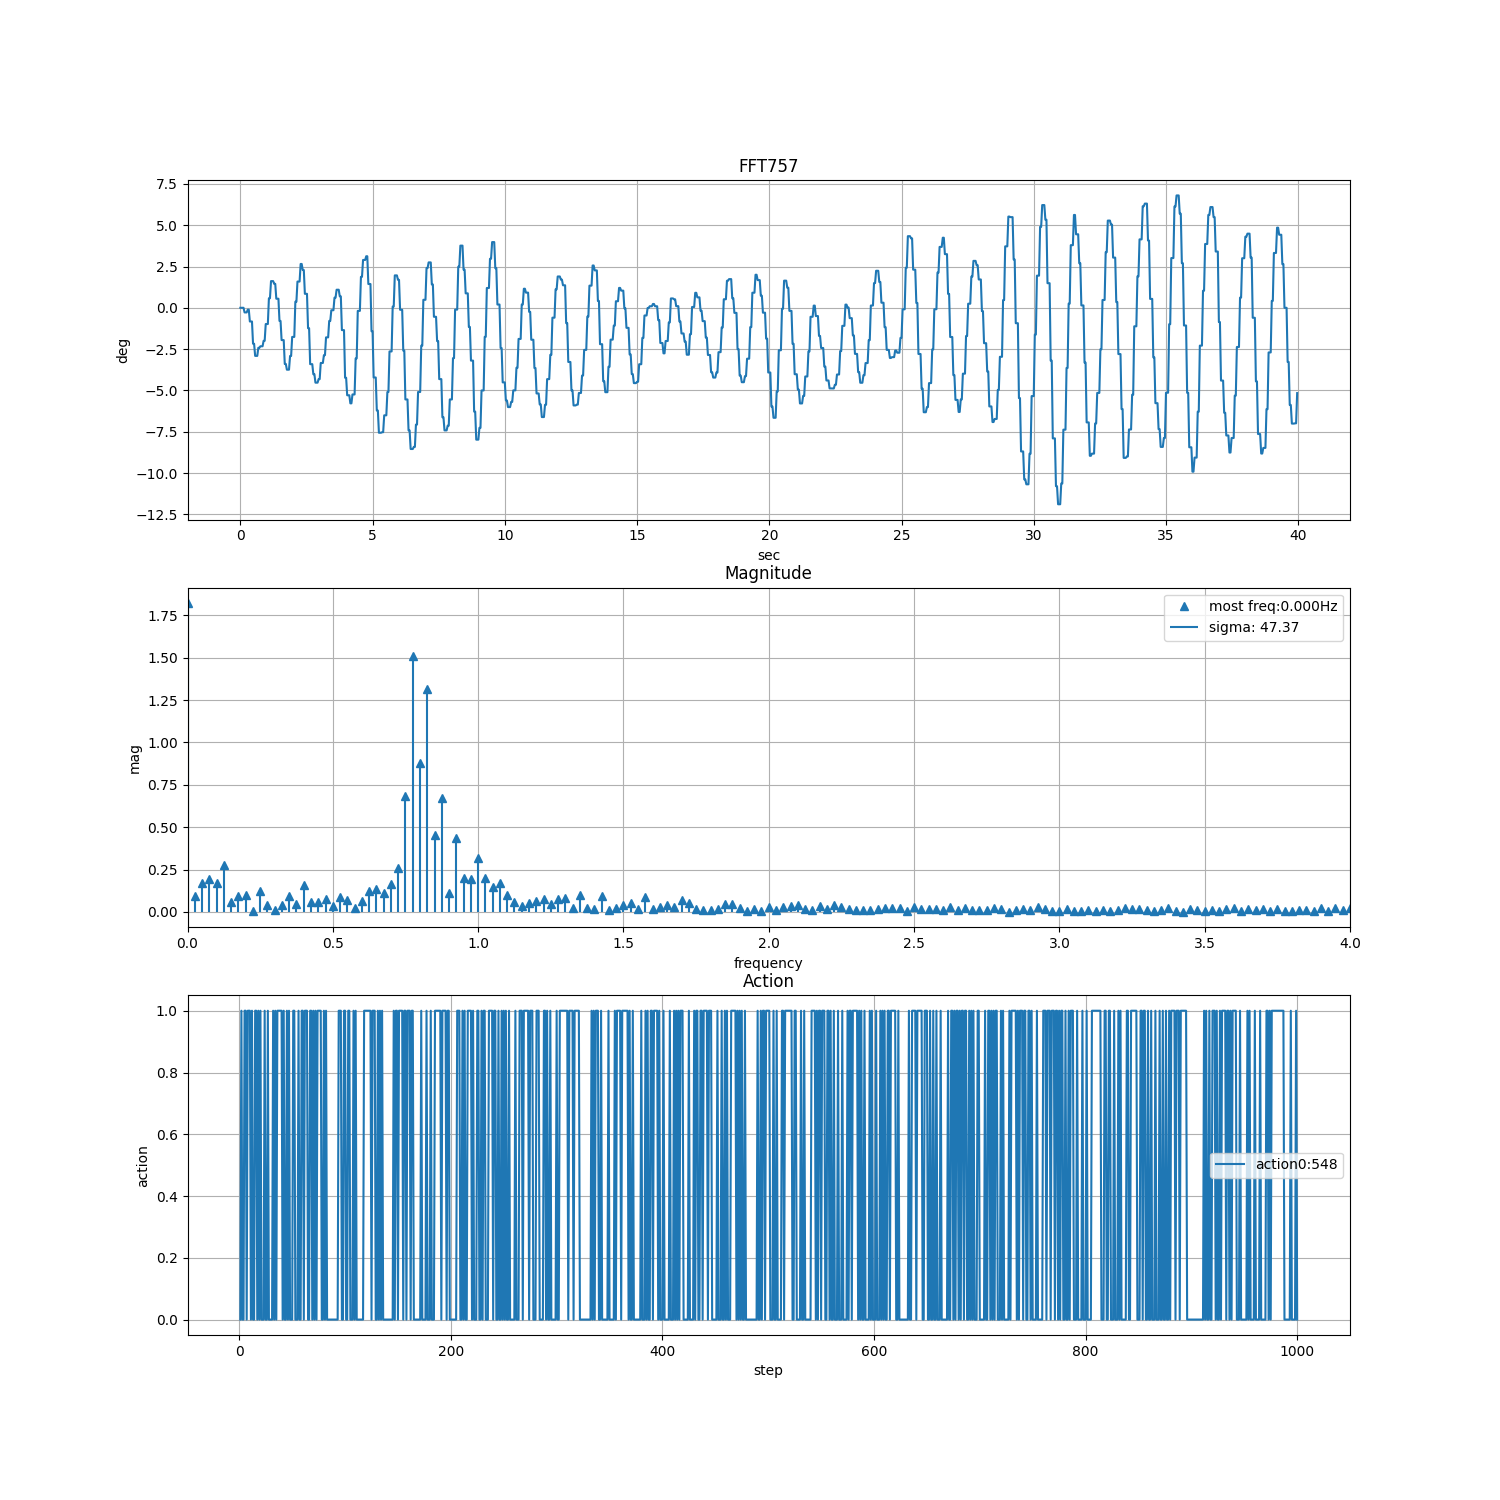 FFT757
7.5
5.0
2.5
0.0
−2.5
−5.0
−7.5
−10.0
−12.5
deg
0 5 10 15 20 25 30 35 40
sec
Magnitude
most freq:0.000Hz
sigma: 47.37
1.75
1.50
1.25
1.00
0.75
0.50
0.25
0.00
mag
0.0 0.5 1.0 1.5 2.0 2.5 3.0 3.5 4.0
frequency
Action
1.0
0.8
0.6
0.4
0.2
0.0
action
action0:548
0 200 400 600 800 1000
step